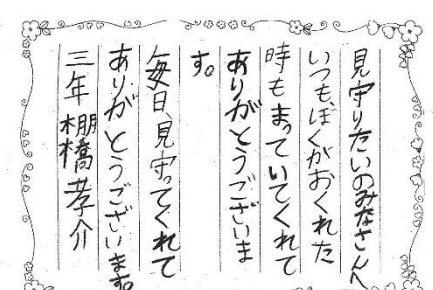 見守りたいのみなさんへ
いつも、ぼくがおくれた
時もまっていてくれて
ありがとうございま
す。
毎日、見守ってくれて
ありがとうございます。
三年 棚橋 孝介